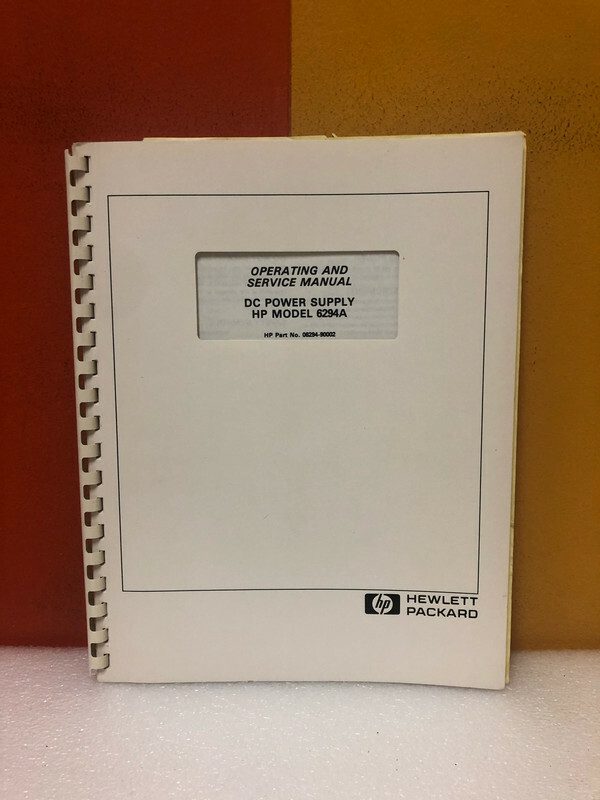 OPERATING AND
SERVICE MANUAL
DC POWER SUPPLY
HP MODEL 6294A
HP Part No. 06294-90002
hp HEWLETT
PACKARD